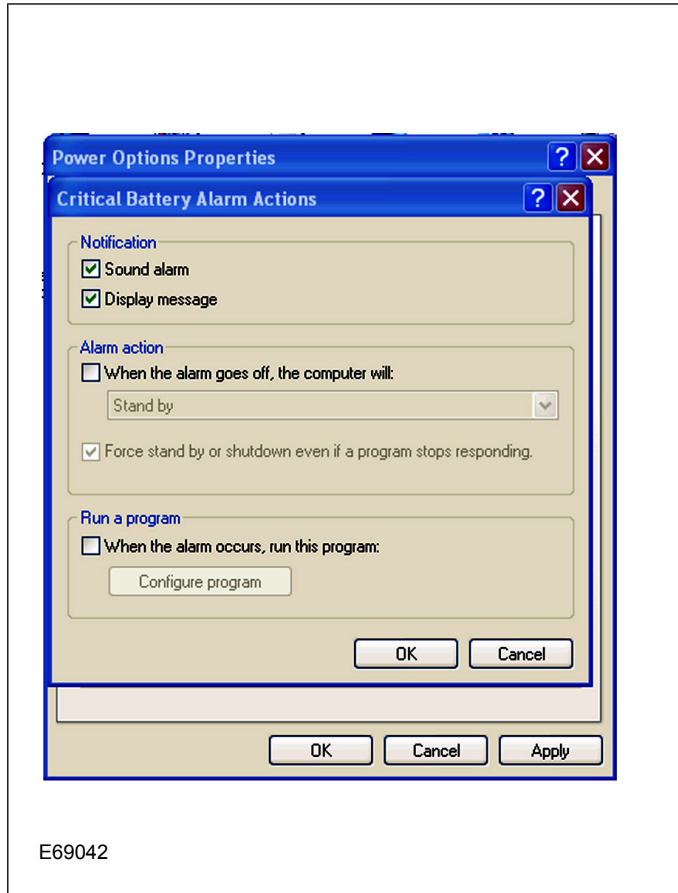 Power Options Properties
Critical Battery Alarm Actions
Notification
Sound alarm
Display message
Alarm action
When the alarm goes off, the computer will:
Stand by
Force stand by or shutdown even if a program stops responding.
Run a program
When the alarm occurs, run this program:
Configure program
OK Cancel
OK Cancel Apply
E69042